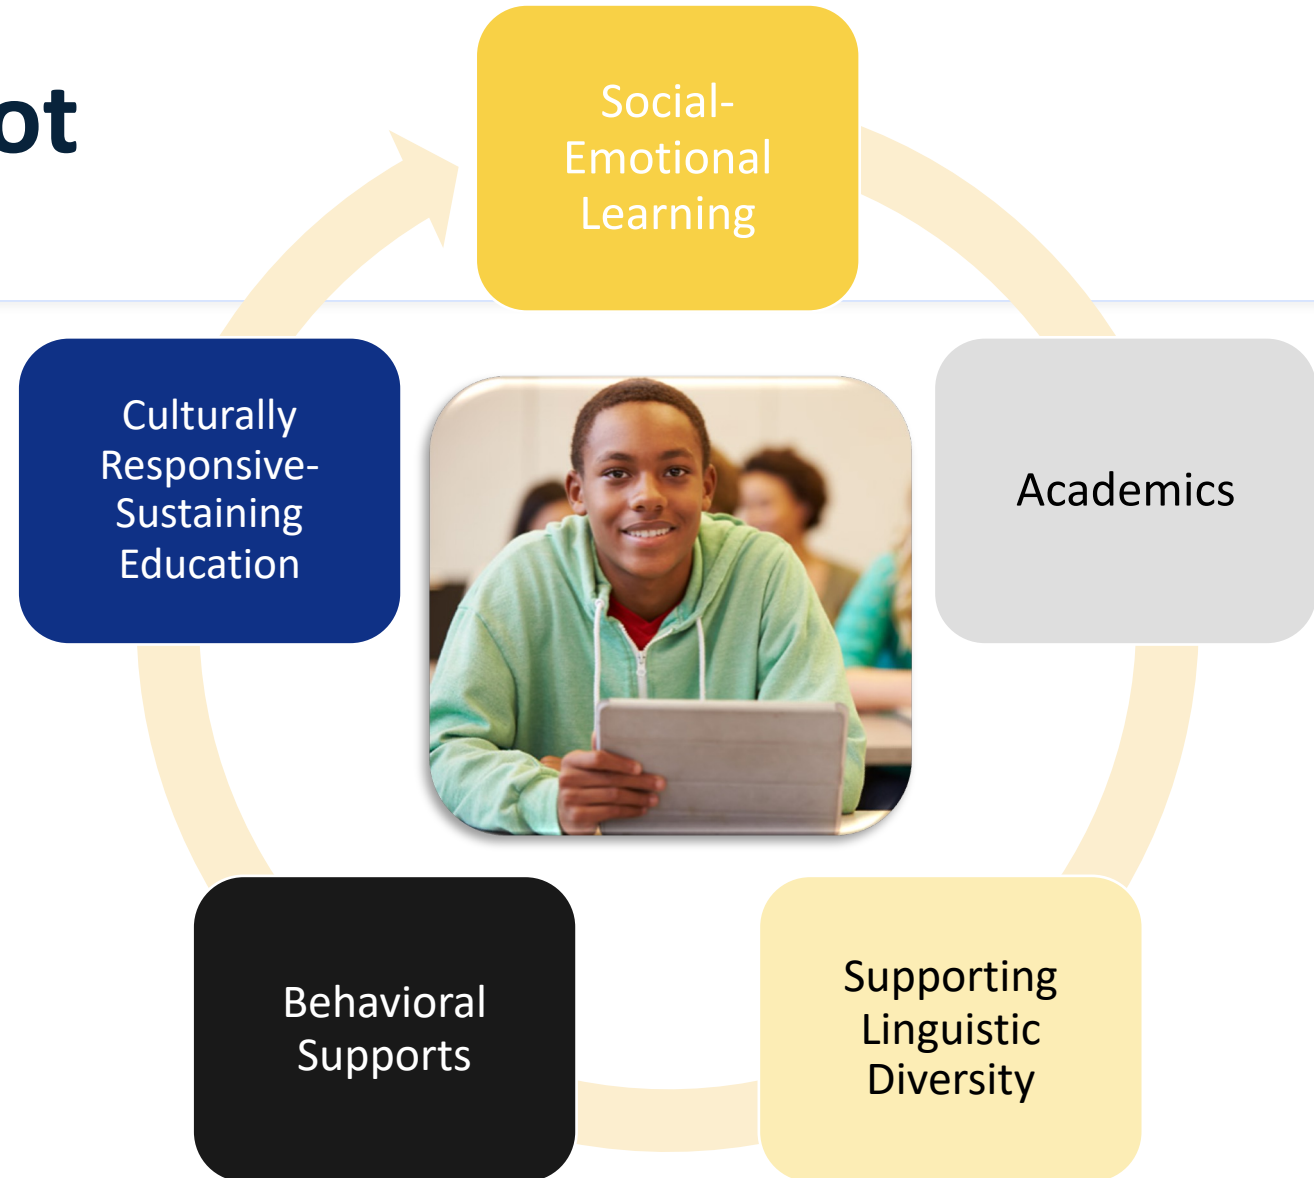 ot
Social-
Emotional
Learning
Academics
Supporting
Linguistic
Diversity
Behavioral
Supports
Culturally
Responsive-
Sustaining
Education